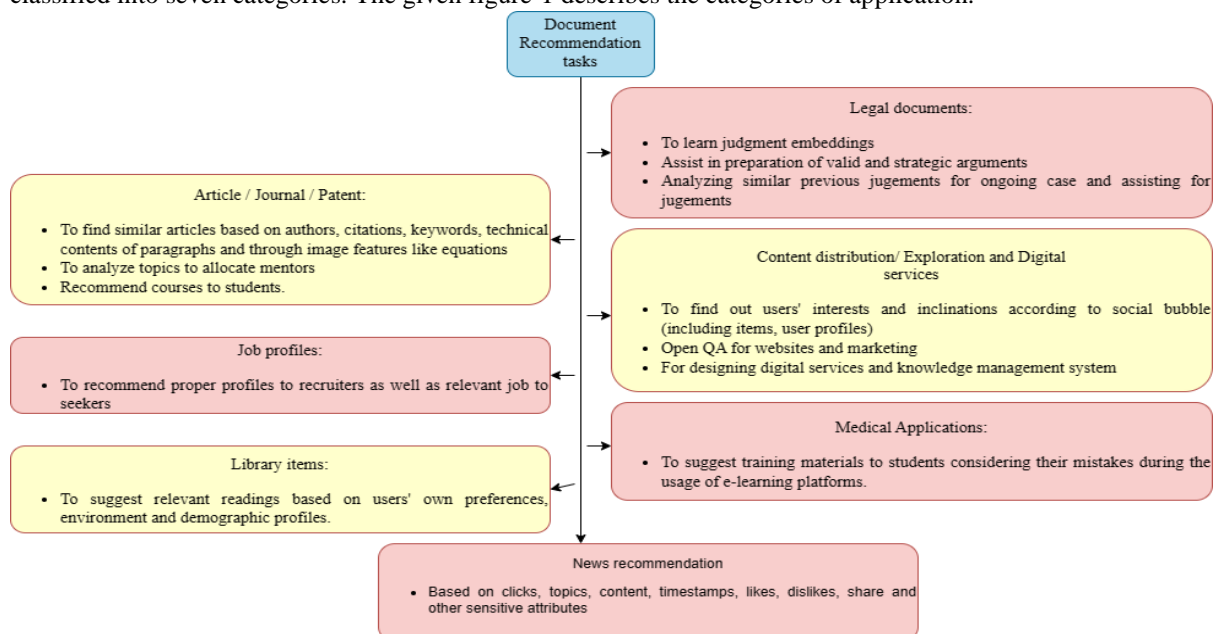 classified into seven categories. The given figure 1 describes the categories of application.
Document
Recommendation
tasks
Legal documents:
• To learn judgment embeddings
• Assist in preparation of valid and strategic arguments
• Analyzing similar previous jugements for ongoing case and assisting for
jugements
Article / Journal / Patent:
• To find similar articles based on authors, citations, keywords, technical
contents of paragraphs and through image features like equations
• To analyze topics to allocate mentors
• Recommend courses to students.
Content distribution/ Exploration and Digital
services
• To find out users' interests and inclinations according to social bubble
(including items, user profiles)
• Open QA for websites and marketing
• For designing digital services and knowledge management system
Job profiles:
• To recommend proper profiles to recruiters as well as relevant job to
seekers
Medical Applications:
• To suggest training materials to students considering their mistakes during the
usage of e-learning platforms.
Library items:
• To suggest relevant readings based on users' own preferences,
environment and demographic profiles.
News recommendation
• Based on clicks, topics, content, timestamps, likes, dislikes, share and
other sensitive attributes